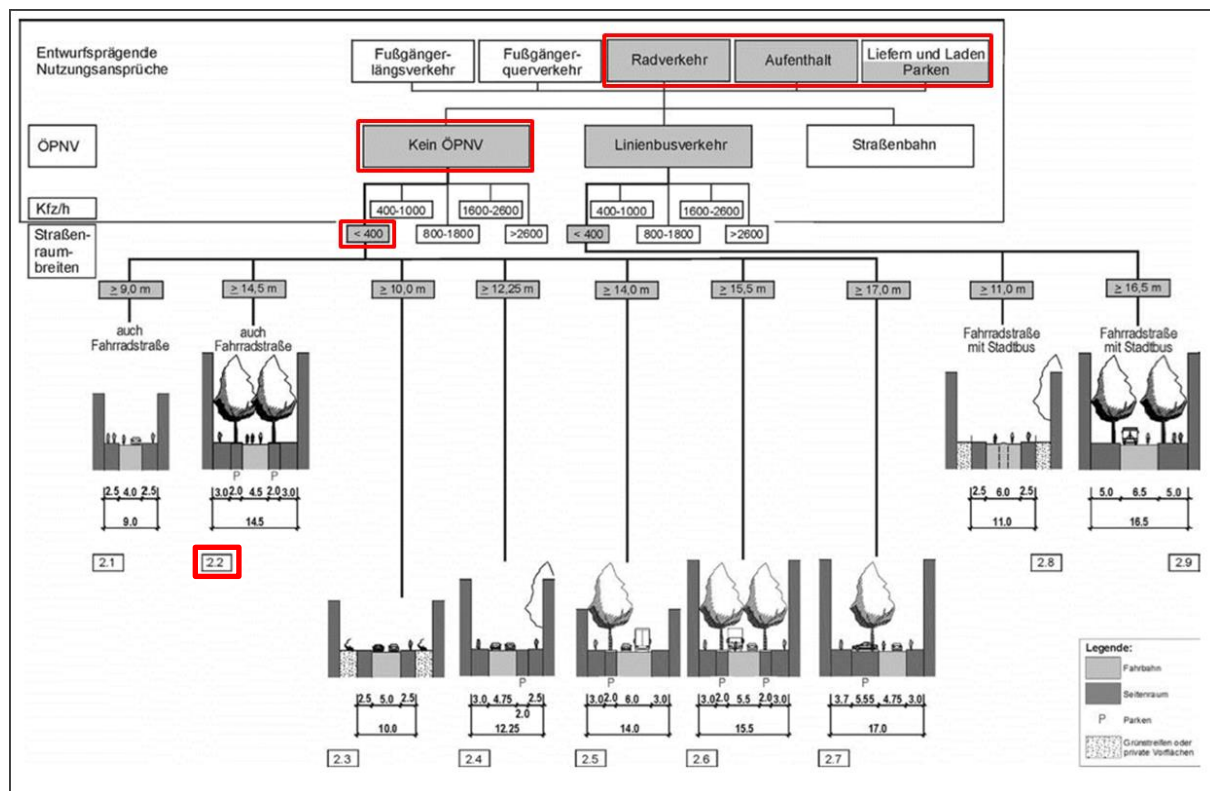 Entwurfsprägende
Nutzungsansprüche
Fußgänger-
längsverkehr
Fußgänger-
querverkehr
Radverkehr
Aufenthalt
Liefern und Laden
Parken
ÖPNV
Kein ÖPNV
Linienbusverkehr
Straßenbahn
Kfz/h
400-1000
1600-2600
400-1000
1600-2600
Straßen-
raum-
breiten
< 400
800-1800
>2600
< 400
800-1800
>2600
≥ 9,0 m
≥ 14,5 m
≥ 10,0 m
≥ 12,25 m
≥ 14,0 m
≥ 15,5 m
≥ 17,0 m
≥ 11,0 m
≥ 16,5 m
auch
Fahrradstraße
auch
Fahrradstraße
Fahrradstraße
mit Stadtbus
Fahrradstraße
mit Stadtbus
P P
2.5 4.0 2.5
9.0
3.0 2.0 4.5 2.0 3.0
14.5
2.5 6.0 2.5
11.0
5.0 6.5 5.0
16.5
2.1
2.2
2.8
2.9
P
P
P P
P
2.5 5.0 2.5
10.0
3.0 4.75 2.5
2.0
12.25
3.0 2.0 6.0 3.0
14.0
3.0 2.0 5.5 2.0 3.0
15.5
3.7 5.55 4.75 3.0
17.0
2.3
2.4
2.5
2.6
2.7
Legende:
Fahrbahn
Seitenraum
P Parken
Grünstreifen oder
private Vorflächen